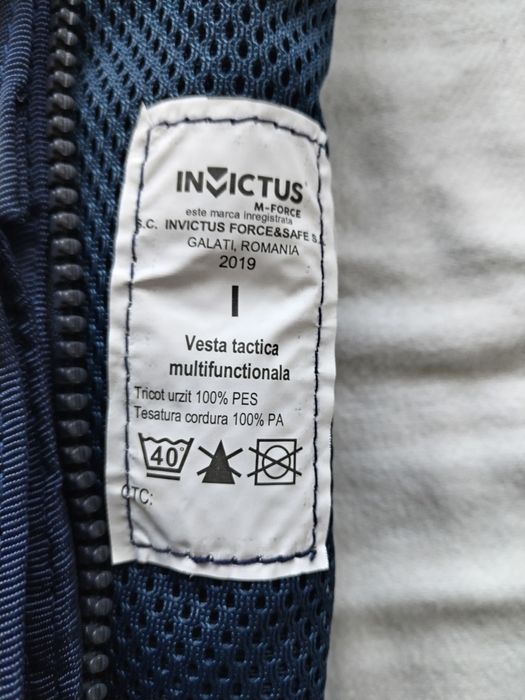 INVICTUS
M-FORCE
este marca inregistrata
S.C. INVICTUS FORCE&SAFE S.
GALATI, ROMANIA
2019
I
Vesta tactica
multifunctionala
Tricot urzit 100% PES
Tesatura cordura 100% PA
40°
CTC: